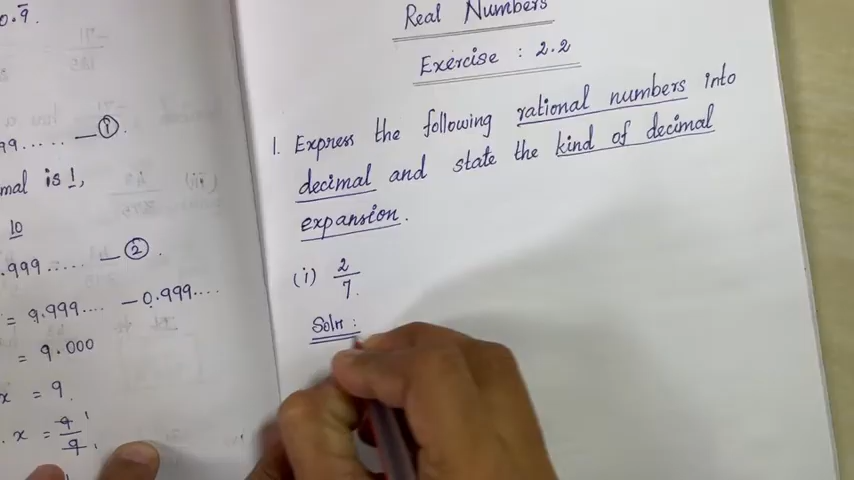 0.9̄.
99...... —①.
mal is 1,
10
.999..... —②.
= 9.999.... – 0.999....
= 9.000
x = 9.
x = 9/9 1 1
Real Numbers
Exercise : 2.2
1. Express the following rational numbers into
decimal and state the kind of decimal
expansion.
(i) 2/7.
Soln :